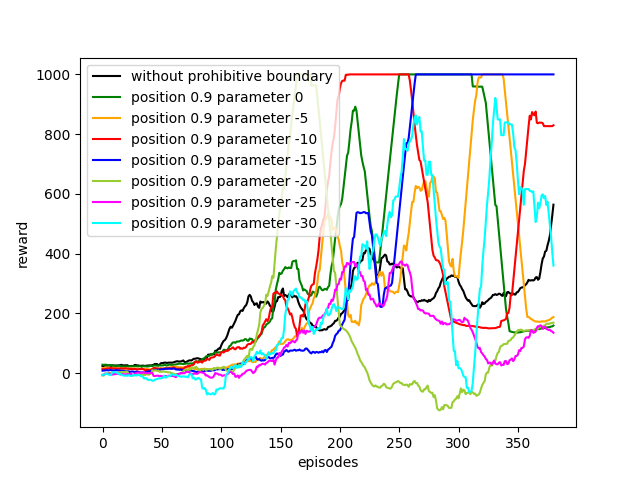 1000
800
600
400
200
0
reward
without prohibitive boundary
position 0.9 parameter 0
position 0.9 parameter -5
position 0.9 parameter -10
position 0.9 parameter -15
position 0.9 parameter -20
position 0.9 parameter -25
position 0.9 parameter -30
0 50 100 150 200 250 300 350
episodes